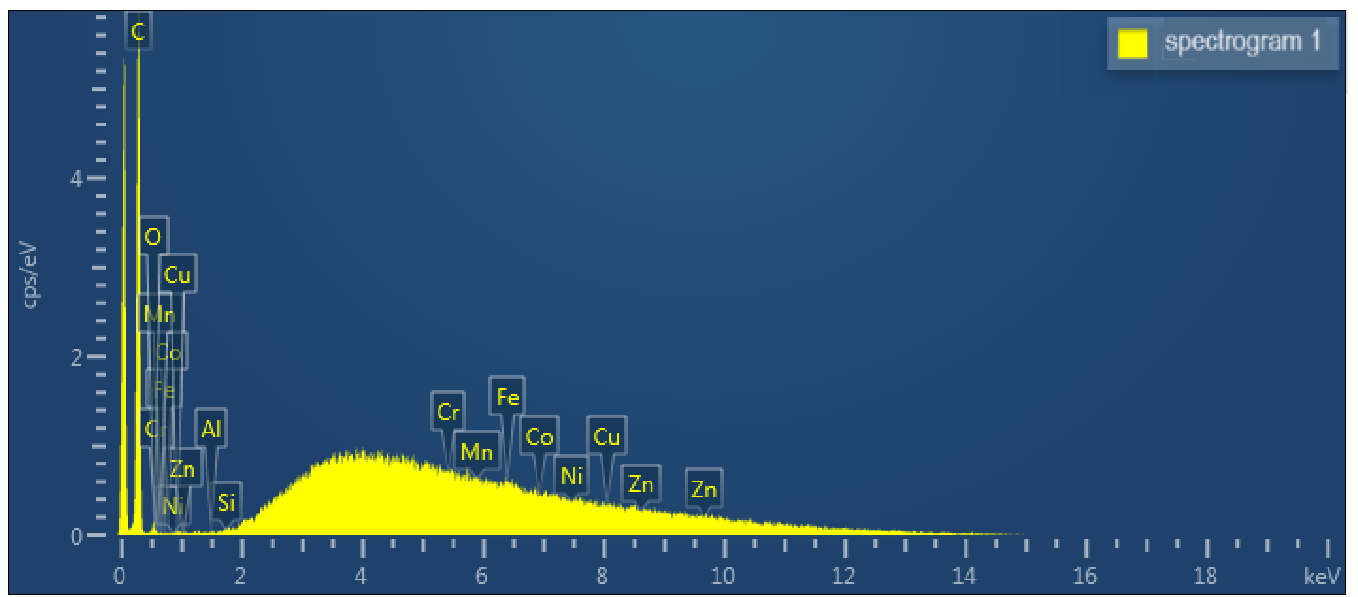 C
spectrogram 1
4
O
Cu
cps/eV
Mn
Co
2
Fe
Fe
Cr
Cr
Al
Co
Cu
Mn
Zn
Ni
Zn
Zn
Ni
Si
0
0 2 4 6 8 10 12 14 16 18 keV